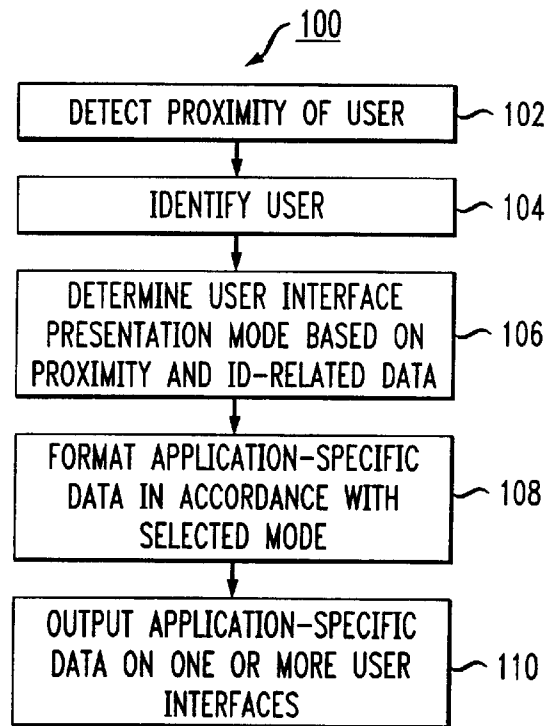 100
DETECT PROXIMITY OF USER
102
IDENTIFY USER
104
DETERMINE USER INTERFACE
PRESENTATION MODE BASED ON
PROXIMITY AND ID-RELATED DATA
106
FORMAT APPLICATION-SPECIFIC
DATA IN ACCORDANCE WITH
SELECTED MODE
108
OUTPUT APPLICATION-SPECIFIC
DATA ON ONE OR MORE USER
INTERFACES
110